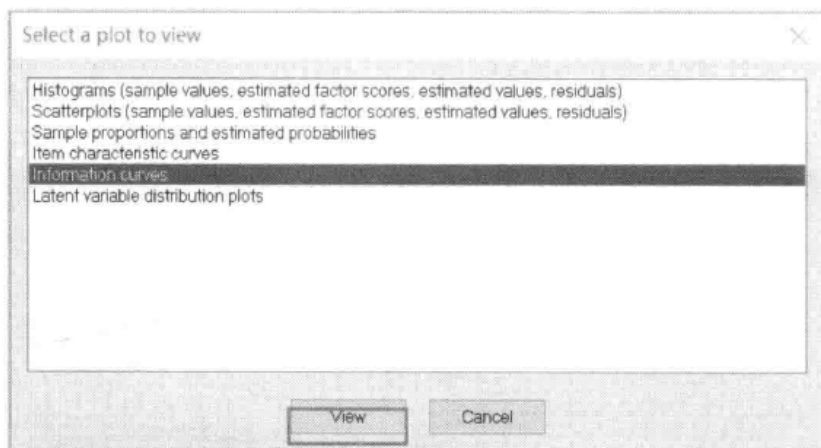 Select a plot to view
Histograms (sample values, estimated factor scores, estimated values, residuals)
Scatterplots (sample values, estimated factor scores, estimated values, residuals)
Sample proportions and estimated probabilities
Item characteristic curves
Information curves
Latent variable distribution plots
View
Cancel